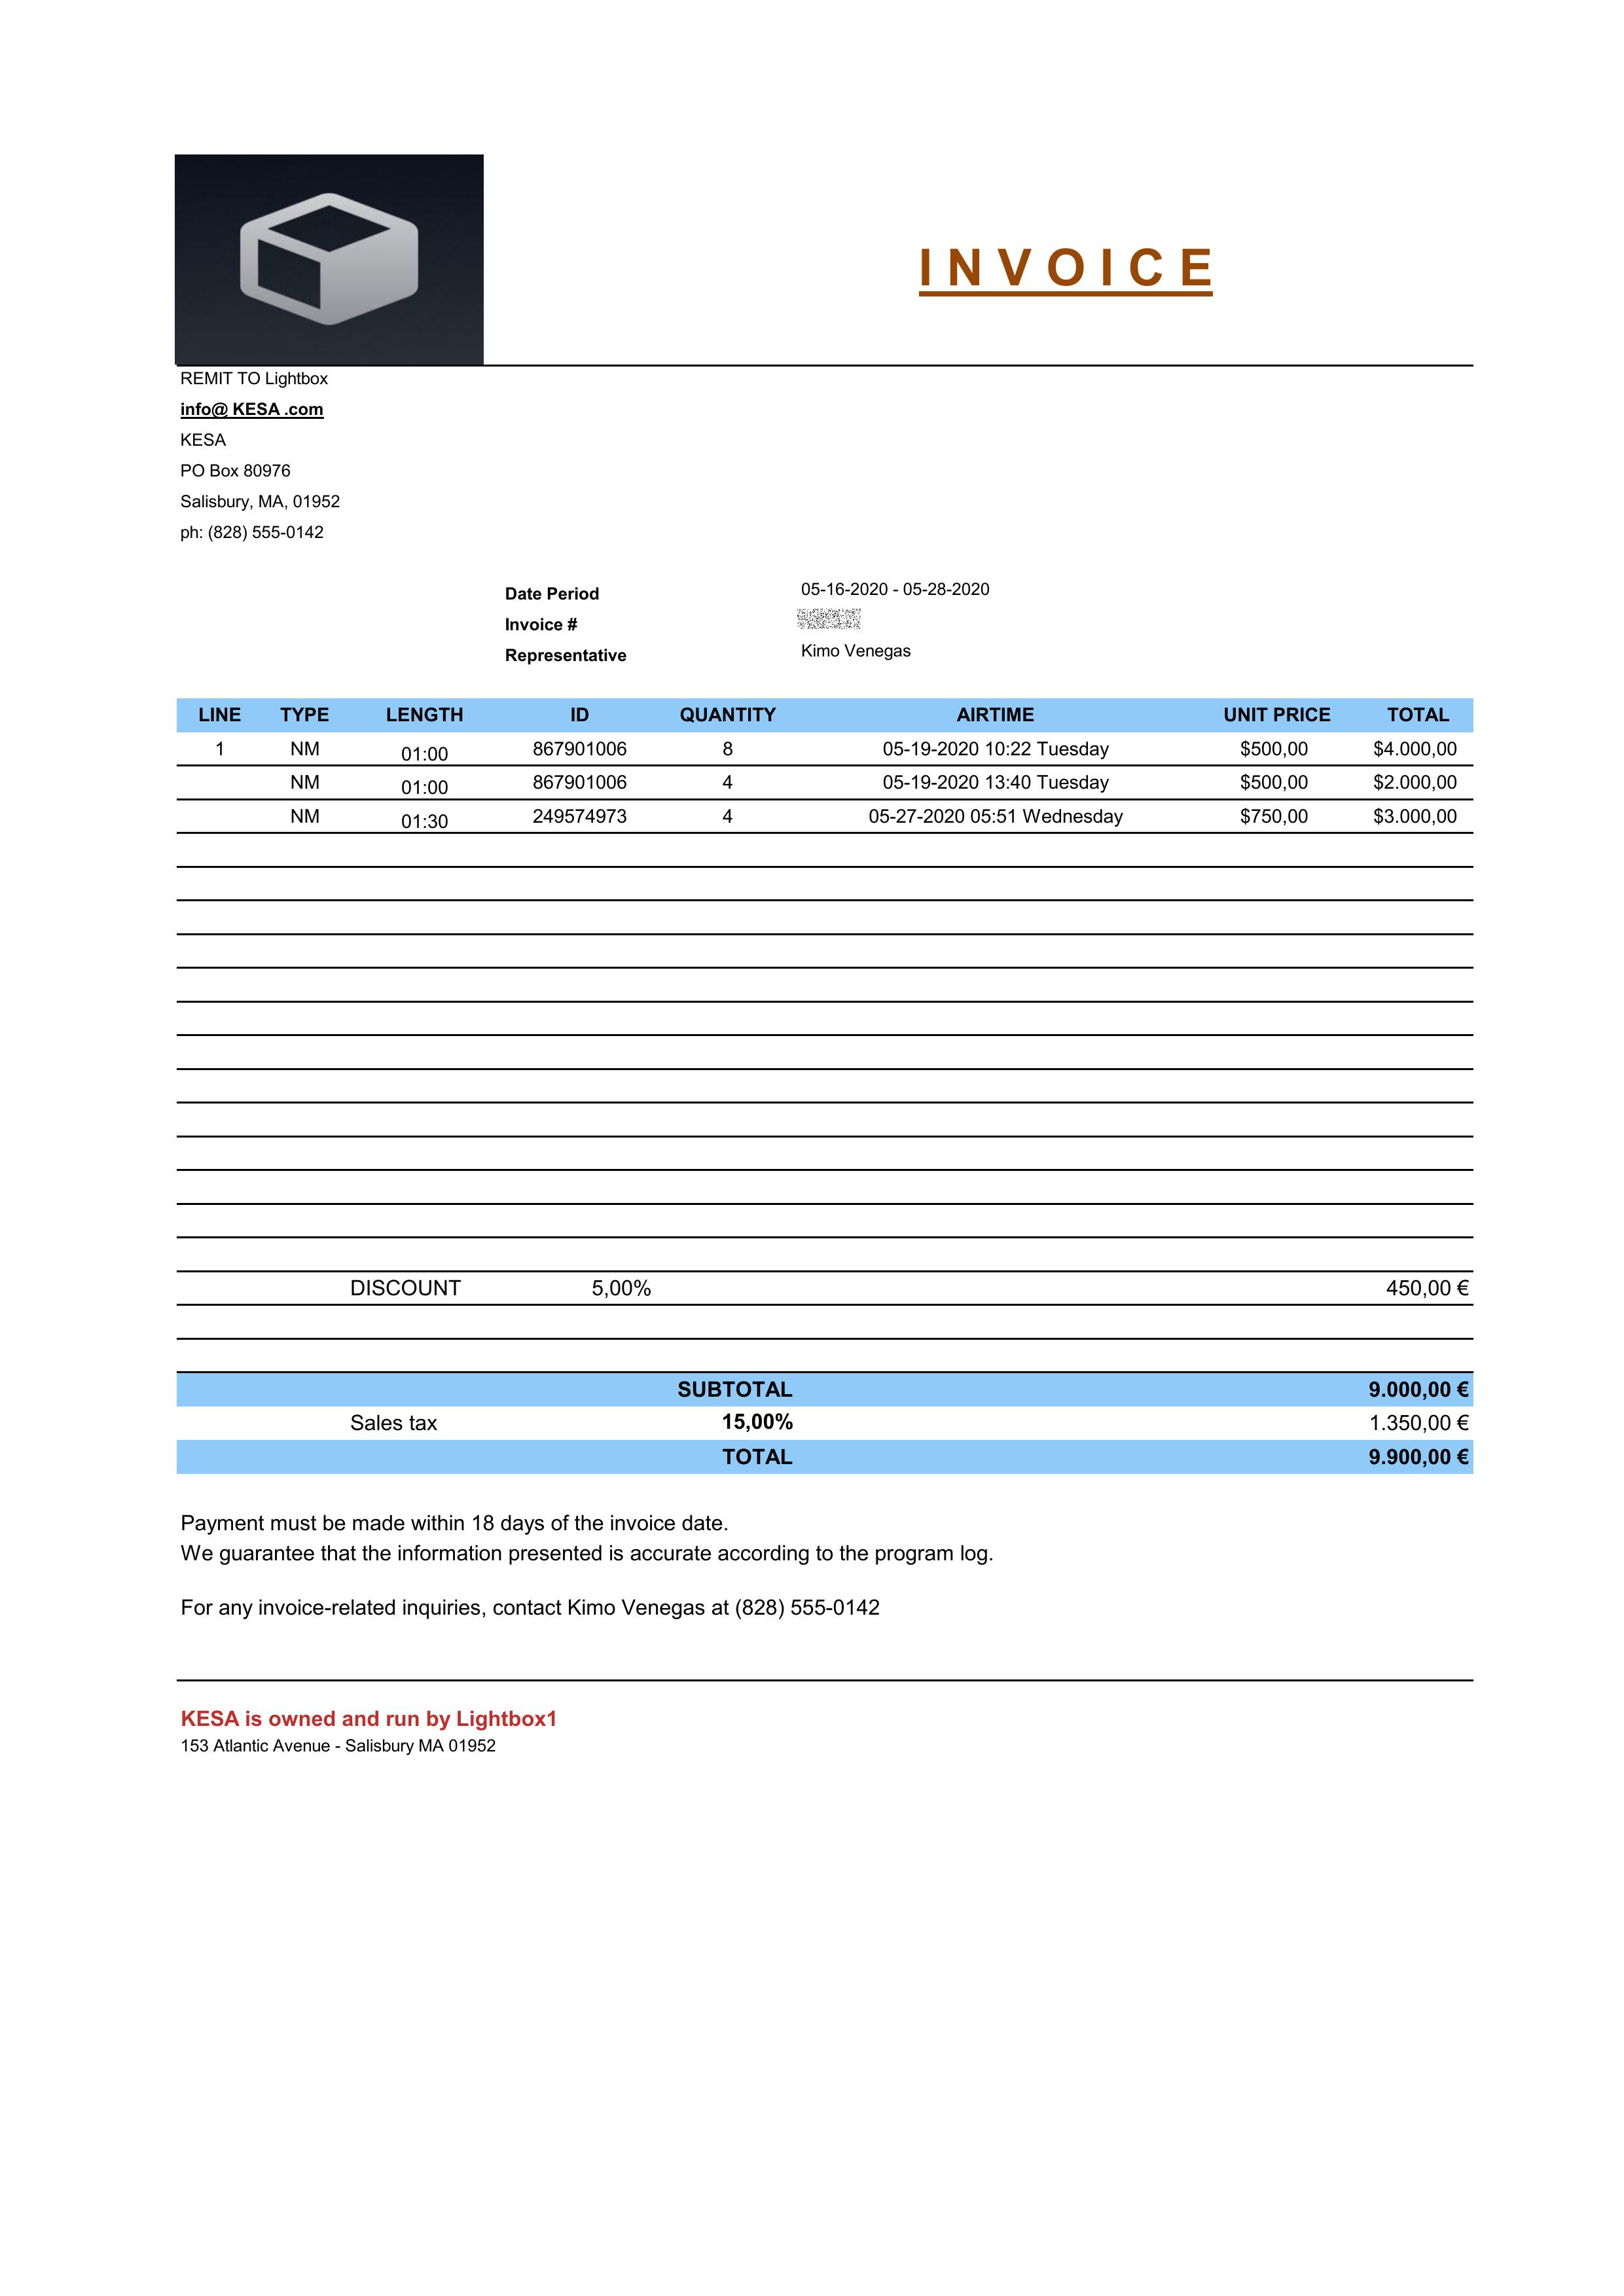 I N V O I C E
REMIT TO Lightbox
info@ KESA .com
KESA
PO Box 80976
Salisbury, MA, 01952
ph: (828) 555-0142
Date Period 05-16-2020 - 05-28-2020
Invoice #
Representative Kimo Venegas
LINE TYPE LENGTH ID QUANTITY AIRTIME UNIT PRICE TOTAL
1 NM 01:00 867901006 8 05-19-2020 10:22 Tuesday $500,00 $4.000,00
NM 01:00 867901006 4 05-19-2020 13:40 Tuesday $500,00 $2.000,00
NM 01:30 249574973 4 05-27-2020 05:51 Wednesday $750,00 $3.000,00
DISCOUNT 5,00% 450,00 €
SUBTOTAL 9.000,00 €
Sales tax 15,00% 1.350,00 €
TOTAL 9.900,00 €
Payment must be made within 18 days of the invoice date.
We guarantee that the information presented is accurate according to the program log.
For any invoice-related inquiries, contact Kimo Venegas at (828) 555-0142
KESA is owned and run by Lightbox1
153 Atlantic Avenue - Salisbury MA 01952